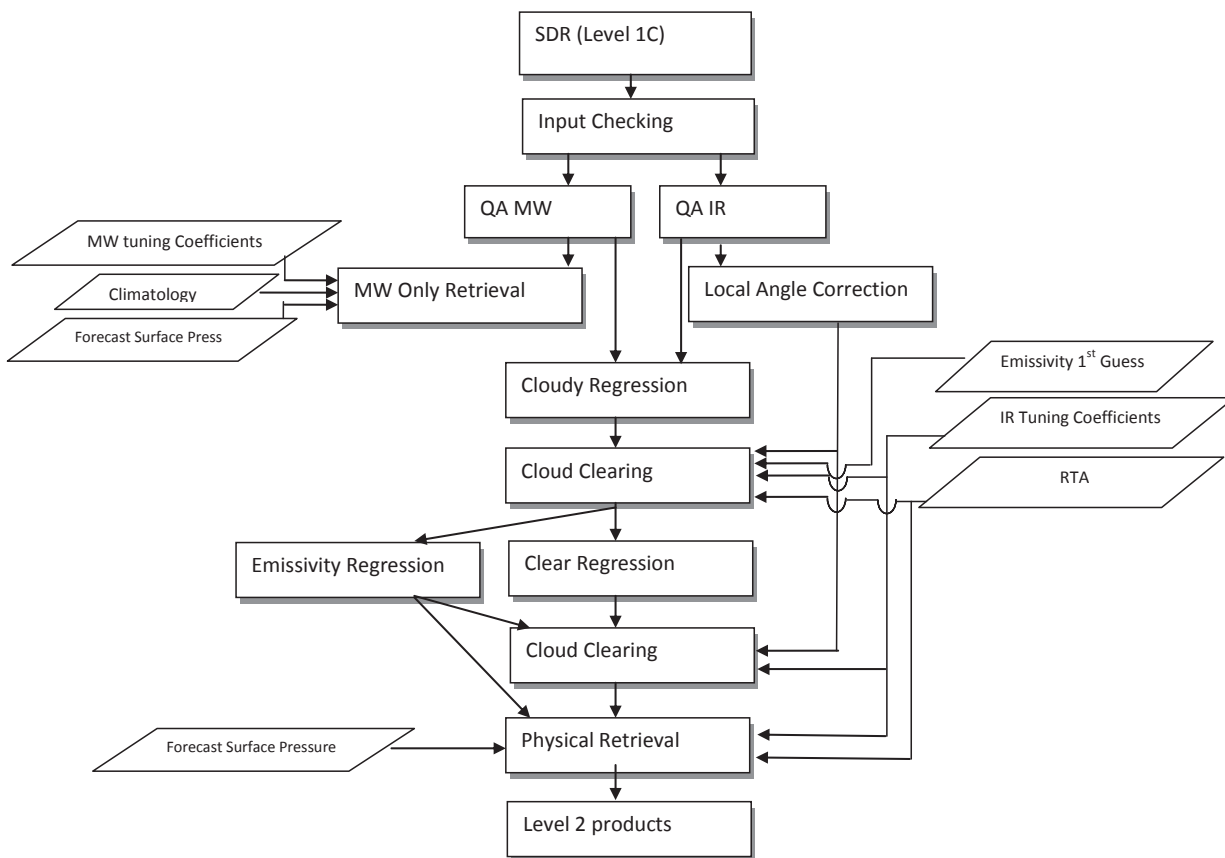 SDR (Level 1C)
Input Checking
QA MW
QA IR
MW tuning Coefficients
Climatology
Forecast Surface Press
MW Only Retrieval
Local Angle Correction
Cloudy Regression
Emissivity 1st Guess
IR Tuning Coefficients
RTA
Cloud Clearing
Emissivity Regression
Clear Regression
Cloud Clearing
Forecast Surface Pressure
Physical Retrieval
Level 2 products